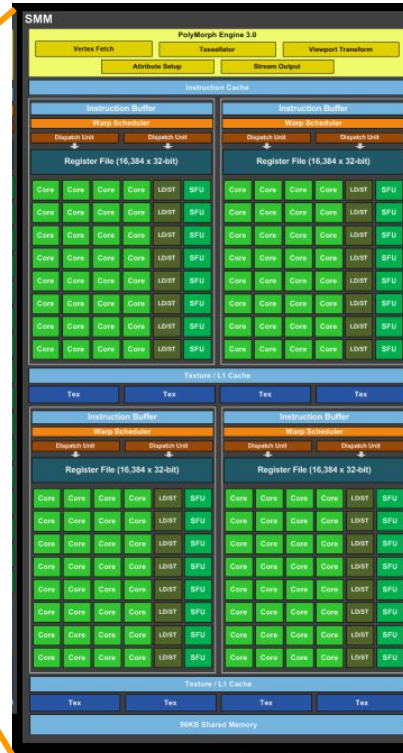 SMM
PolyMorph Engine 3.0
Vertex Fetch Tessellator Viewport Transform
Attribute Setup Stream Output
Instruction Cache
Instruction Buffer Instruction Buffer
Warp Scheduler Warp Scheduler
Dispatch Unit Dispatch Unit Dispatch Unit Dispatch Unit
Register File (16,384 x 32-bit) Register File (16,384 x 32-bit)
Core Core Core Core LD/ST SFU Core Core Core Core LD/ST SFU
Core Core Core Core LD/ST SFU Core Core Core Core LD/ST SFU
Core Core Core Core LD/ST SFU Core Core Core Core LD/ST SFU
Core Core Core Core LD/ST SFU Core Core Core Core LD/ST SFU
Core Core Core Core LD/ST SFU Core Core Core Core LD/ST SFU
Core Core Core Core LD/ST SFU Core Core Core Core LD/ST SFU
Core Core Core Core LD/ST SFU Core Core Core Core LD/ST SFU
Core Core Core Core LD/ST SFU Core Core Core Core LD/ST SFU
Texture / L1 Cache
Tex Tex Tex Tex
Instruction Buffer Instruction Buffer
Warp Scheduler Warp Scheduler
Dispatch Unit Dispatch Unit Dispatch Unit Dispatch Unit
Register File (16,384 x 32-bit) Register File (16,384 x 32-bit)
Core Core Core Core LD/ST SFU Core Core Core Core LD/ST SFU
Core Core Core Core LD/ST SFU Core Core Core Core LD/ST SFU
Core Core Core Core LD/ST SFU Core Core Core Core LD/ST SFU
Core Core Core Core LD/ST SFU Core Core Core Core LD/ST SFU
Core Core Core Core LD/ST SFU Core Core Core Core LD/ST SFU
Core Core Core Core LD/ST SFU Core Core Core Core LD/ST SFU
Core Core Core Core LD/ST SFU Core Core Core Core LD/ST SFU
Core Core Core Core LD/ST SFU Core Core Core Core LD/ST SFU
Texture / L1 Cache
Tex Tex Tex Tex
96KB Shared Memory